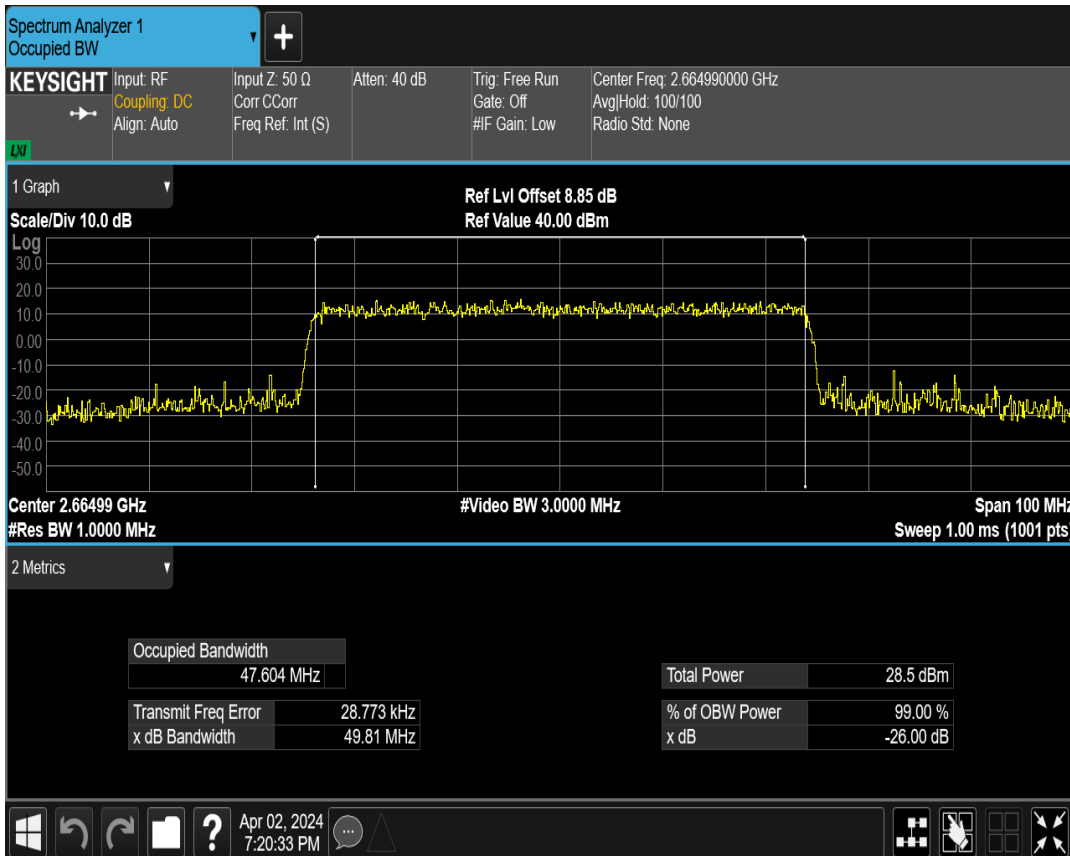 Spectrum Analyzer 1
Occupied BW
+
KEYSIGHT
LXI
Input: RF
Coupling: DC
Align: Auto
Input Z: 50 Ω
Corr CCorr
Freq Ref: Int (S)
Atten: 40 dB
Trig: Free Run
Gate: Off
#IF Gain: Low
Center Freq: 2.664990000 GHz
Avg|Hold: 100/100
Radio Std: None
1 Graph
Scale/Div 10.0 dB
Ref Lvl Offset 8.85 dB
Ref Value 40.00 dBm
Log
30.0
20.0
10.0
0.00
-10.0
-20.0
-30.0
-40.0
-50.0
Center 2.66499 GHz
#Video BW 3.0000 MHz
Span 100 MHz
#Res BW 1.0000 MHz
Sweep 1.00 ms (1001 pts)
2 Metrics
Occupied Bandwidth
47.604 MHz
Total Power 28.5 dBm
Transmit Freq Error 28.773 kHz
% of OBW Power 99.00 %
x dB Bandwidth 49.81 MHz
x dB -26.00 dB
?
Apr 02, 2024
7:20:33 PM